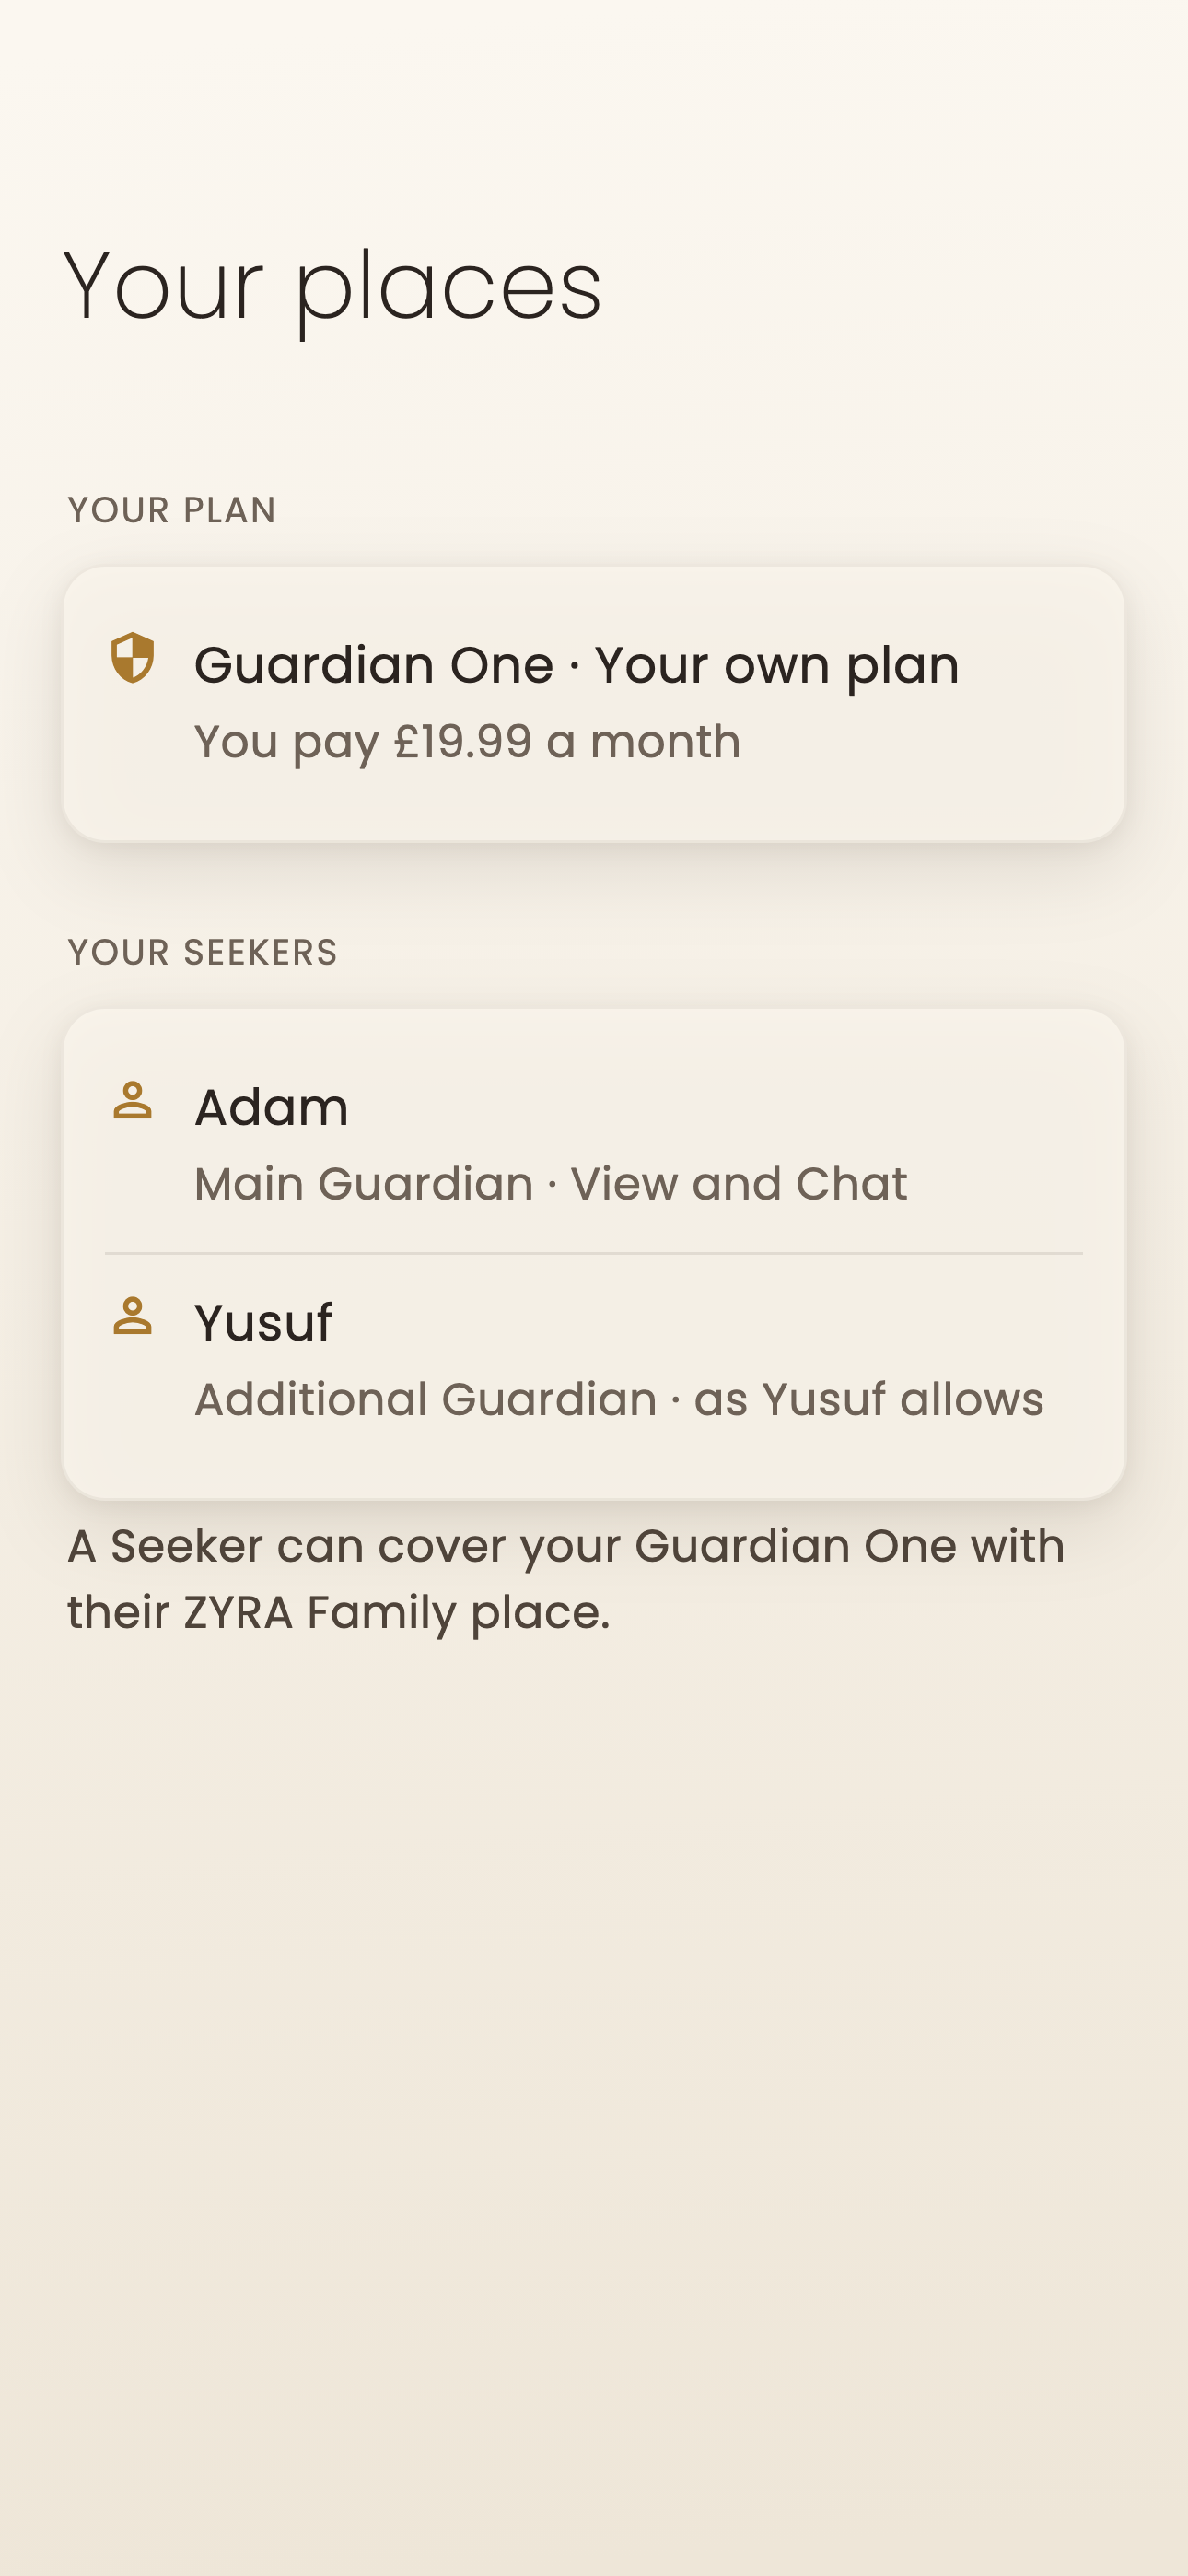 Your places
YOUR PLAN
Guardian One · Your own plan
You pay £19.99 a month
YOUR SEEKERS
Adam
Main Guardian · View and Chat
Yusuf
Additional Guardian · as Yusuf allows
A Seeker can cover your Guardian One with
their ZYRA Family place.